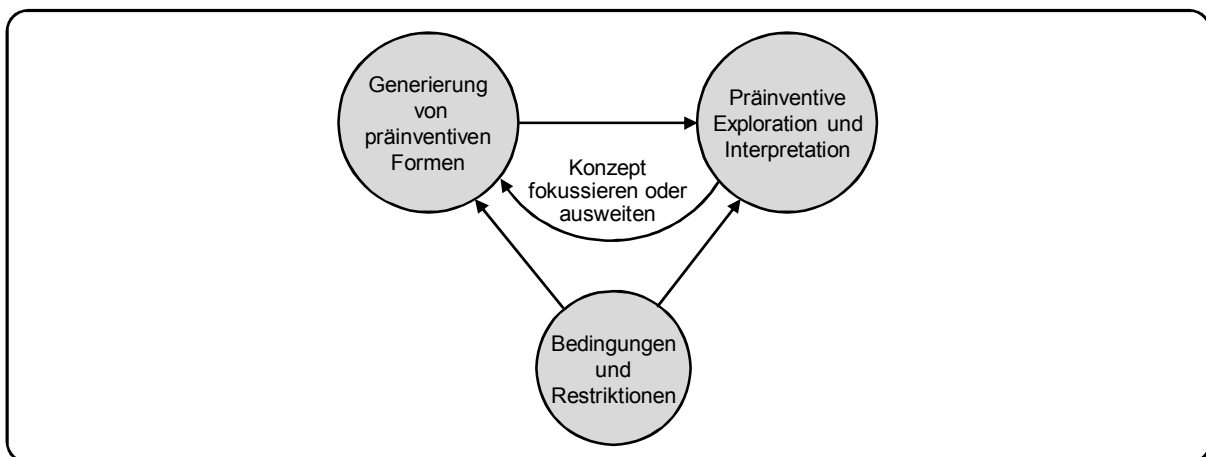 Generierung
von
präinventiven
Formen
Präinventive
Exploration und
Interpretation
Konzept
fokussieren oder
ausweiten
Bedingungen
und
Restriktionen